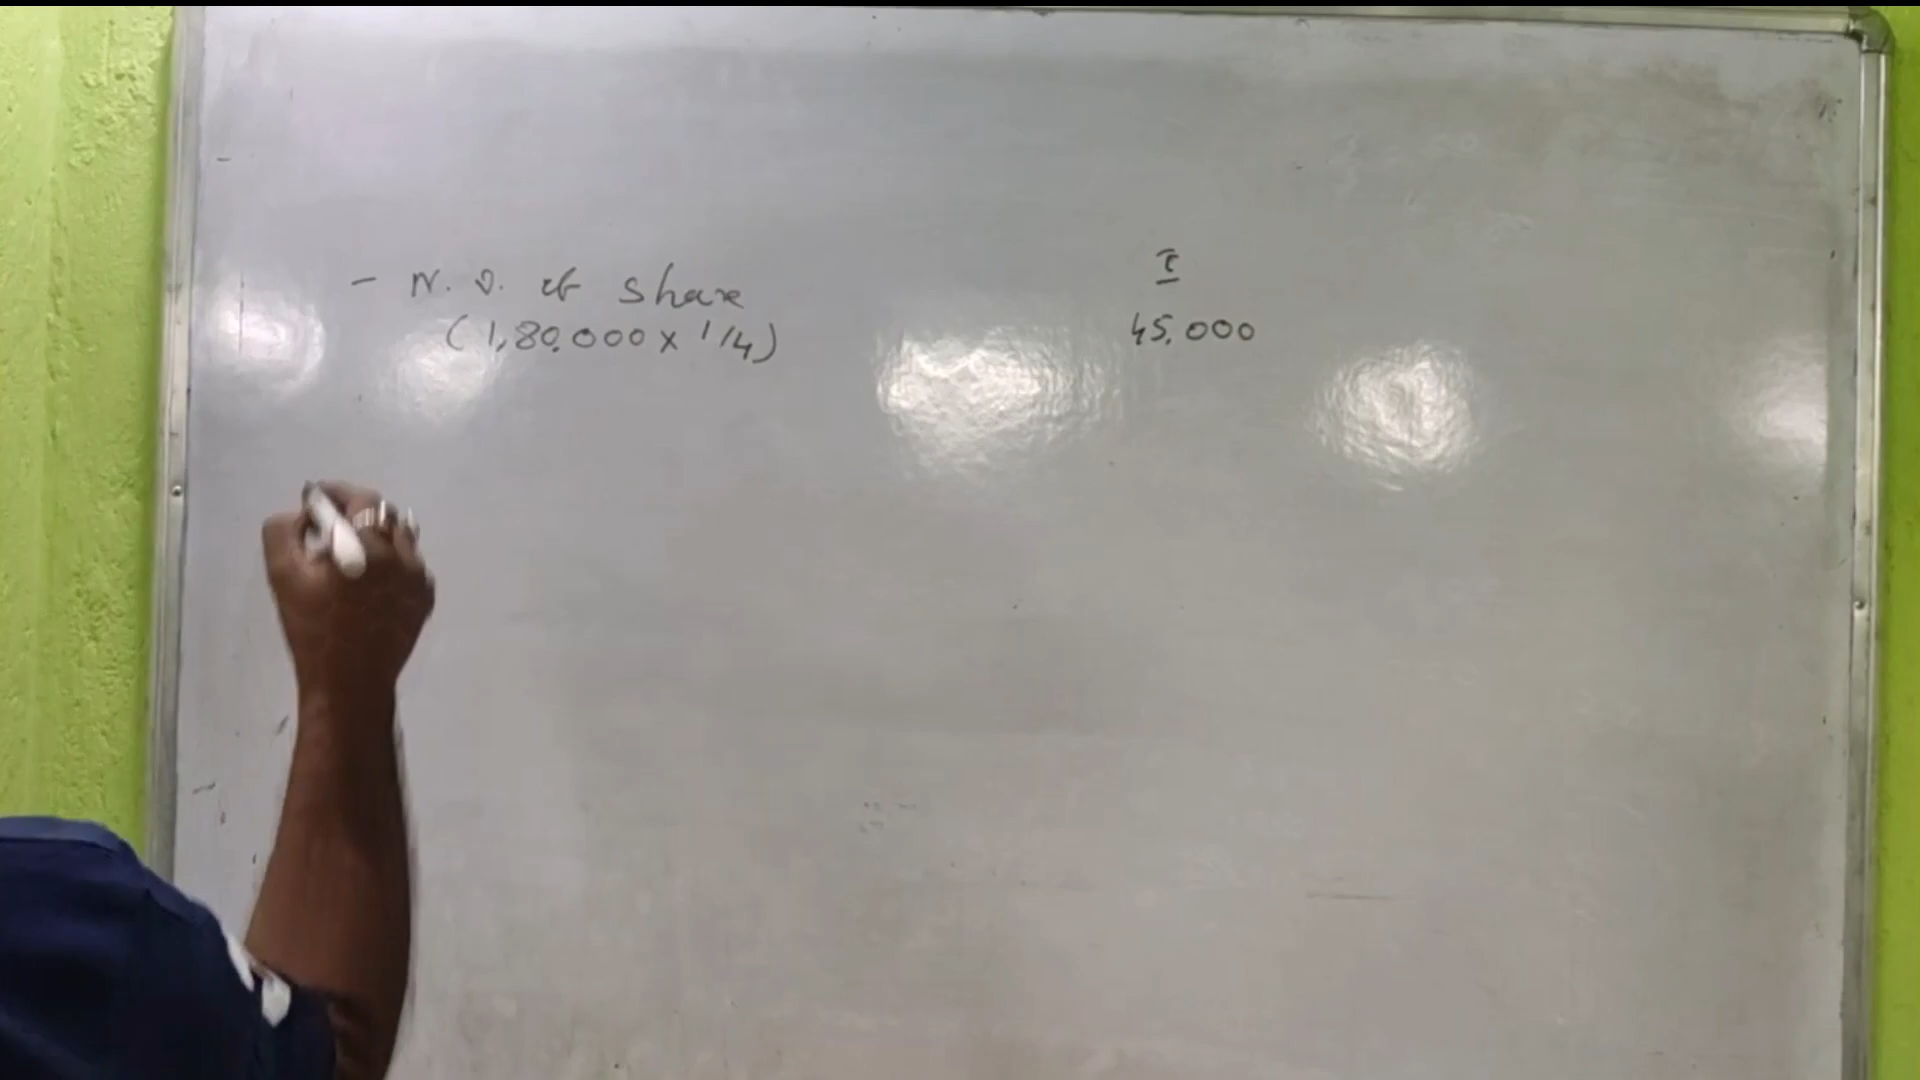 - N. V. of share
₹
(1,80,000 x 1/4)
45,000